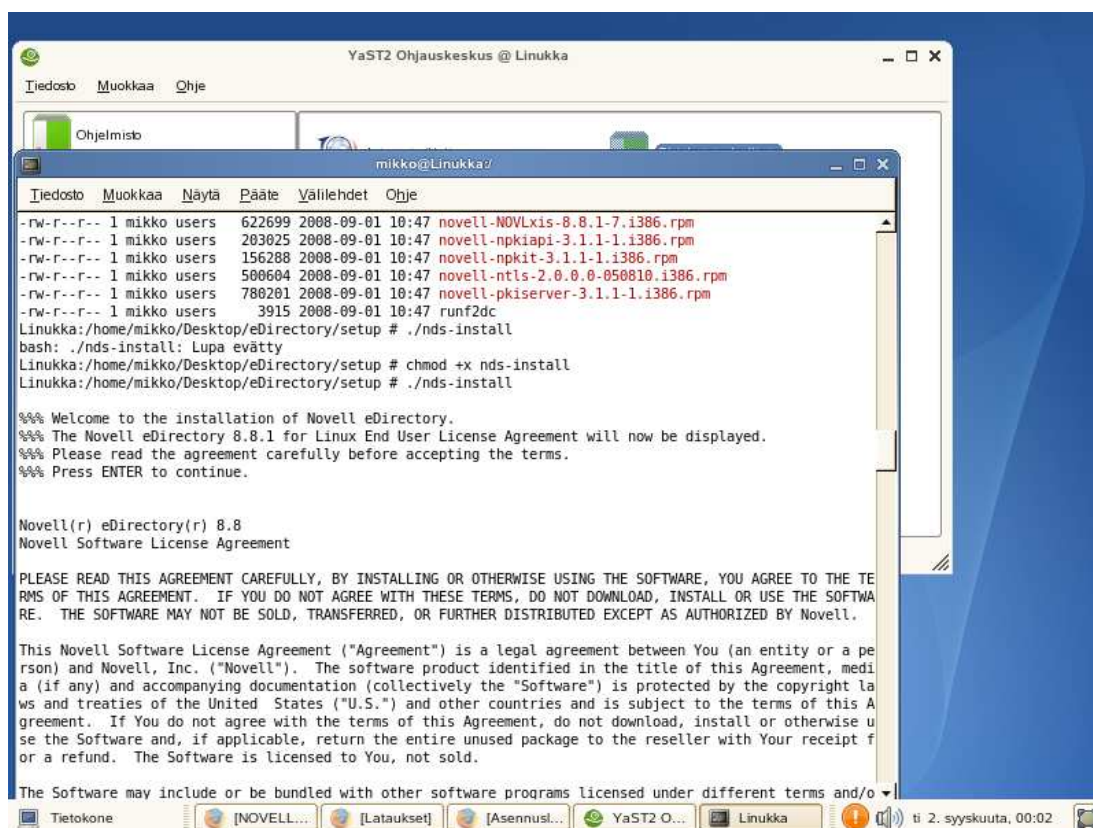 YaST2 Ohjauskeskus @ Linukka
Tiedosto Muokkaa Ohje
Ohjelmisto
mikko@Linukka:/
Tiedosto Muokkaa Näytä Pääte Välilehdet Ohje
-rw-r--r-- 1 mikko users 622699 2008-09-01 10:47 novell-NOVLxis-8.8.1-7.i386.rpm
-rw-r--r-- 1 mikko users 203025 2008-09-01 10:47 novell-npkiapi-3.1.1-1.i386.rpm
-rw-r--r-- 1 mikko users 156288 2008-09-01 10:47 novell-npkit-3.1.1-1.i386.rpm
-rw-r--r-- 1 mikko users 500604 2008-09-01 10:47 novell-ntls-2.0.0.0-050810.i386.rpm
-rw-r--r-- 1 mikko users 780201 2008-09-01 10:47 novell-pkiserver-3.1.1-1.i386.rpm
-rw-r--r-- 1 mikko users 3915 2008-09-01 10:47 runf2dc
Linukka:/home/mikko/Desktop/eDirectory/setup # ./nds-install
bash: ./nds-install: Lupa evätty
Linukka:/home/mikko/Desktop/eDirectory/setup # chmod +x nds-install
Linukka:/home/mikko/Desktop/eDirectory/setup # ./nds-install
%%% Welcome to the installation of Novell eDirectory.
%%% The Novell eDirectory 8.8.1 for Linux End User License Agreement will now be displayed.
%%% Please read the agreement carefully before accepting the terms.
%%% Press ENTER to continue.
Novell(r) eDirectory(r) 8.8
Novell Software License Agreement
PLEASE READ THIS AGREEMENT CAREFULLY, BY INSTALLING OR OTHERWISE USING THE SOFTWARE, YOU AGREE TO THE TE
RMS OF THIS AGREEMENT.  IF YOU DO NOT AGREE WITH THESE TERMS, DO NOT DOWNLOAD, INSTALL OR USE THE SOFTWA
RE.  THE SOFTWARE MAY NOT BE SOLD, TRANSFERRED, OR FURTHER DISTRIBUTED EXCEPT AS AUTHORIZED BY Novell.
This Novell Software License Agreement ("Agreement") is a legal agreement between You (an entity or a pe
rson) and Novell, Inc. ("Novell").  The software product identified in the title of this Agreement, medi
a (if any) and accompanying documentation (collectively the "Software") is protected by the copyright la
ws and treaties of the United  States ("U.S.") and other countries and is subject to the terms of this A
greement.  If You do not agree with the terms of this Agreement, do not download, install or otherwise u
se the Software and, if applicable, return the entire unused package to the reseller with Your receipt f
or a refund.  The Software is licensed to You, not sold.
The Software may include or be bundled with other software programs licensed under different terms and/o
Tietokone [NOVELL... [Lataukset] [Asennusl... YaST2 O... Linukka ti 2. syyskuuta, 00:02